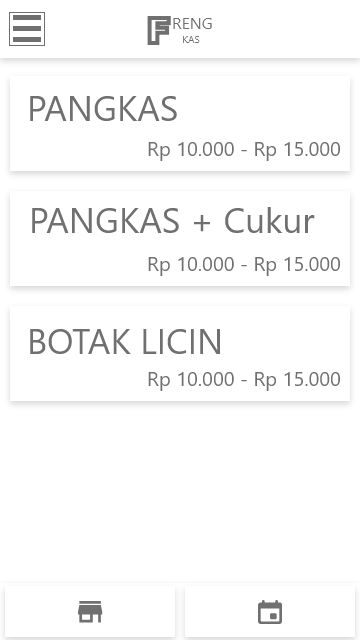 FRENG
KAS
PANGKAS
Rp 10.000 - Rp 15.000
PANGKAS + Cukur
Rp 10.000 - Rp 15.000
BOTAK LICIN
Rp 10.000 - Rp 15.000